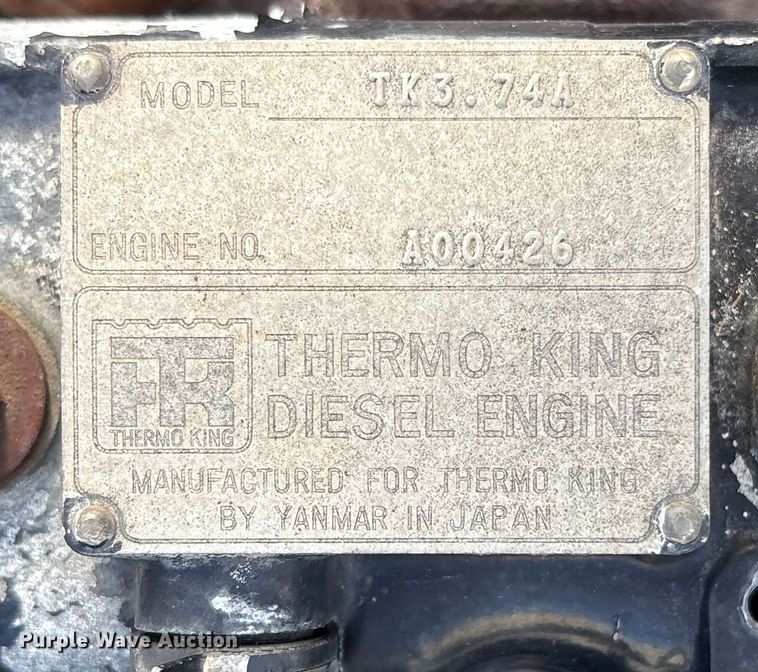 MODEL TK3.74A
ENGINE NO. A00426
TK
THERMO KING
THERMO KING
DIESEL ENGINE
MANUFACTURED FOR THERMO KING
BY YANMAR IN JAPAN
Purple Wave Auction